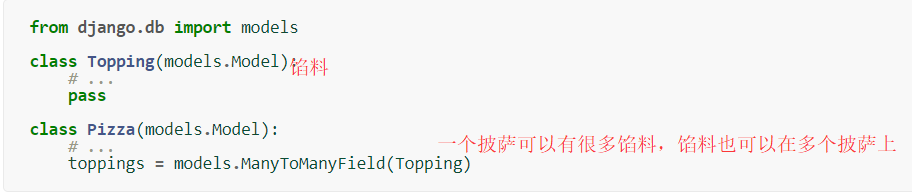 from django.db import models
class Topping(models.Model): 馅料
# ...
pass
class Pizza(models.Model):
# ...
一个披萨可以有很多馅料，馅料也可以在多个披萨上
toppings = models.ManyToManyField(Topping)